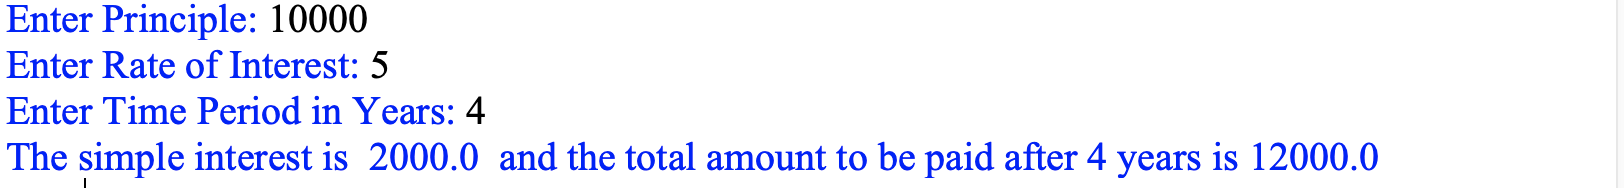 Enter Principle: 10000
Enter Rate of Interest: 5
Enter Time Period in Years: 4
The simple interest is  2000.0  and the total amount to be paid after 4 years is 12000.0